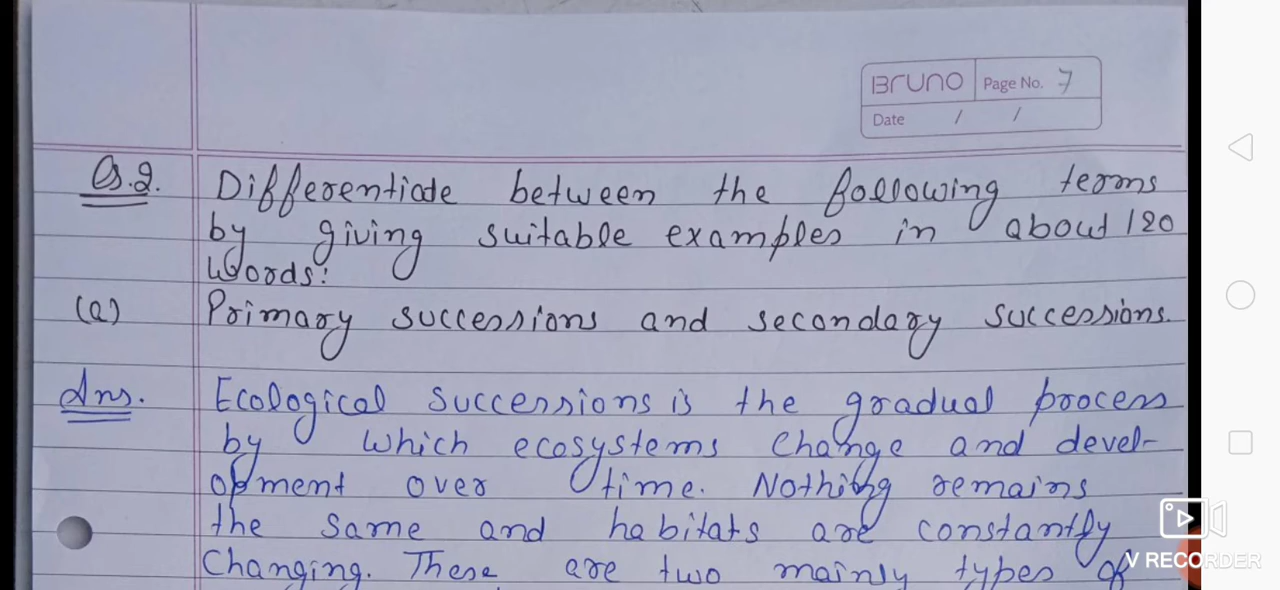 BRUNO Page No. 7
Date / /
Q.2. Differentiate between the following terms
by giving suitable examples in about 120
words:
(a) Primary successions and secondary successions.
Ans. Ecological successions is the gradual process
by which ecosystems change and devel-
opment over time. Nothing remains
the same and habitats are constantly
Changing. These are two mainly types of
V RECORDER